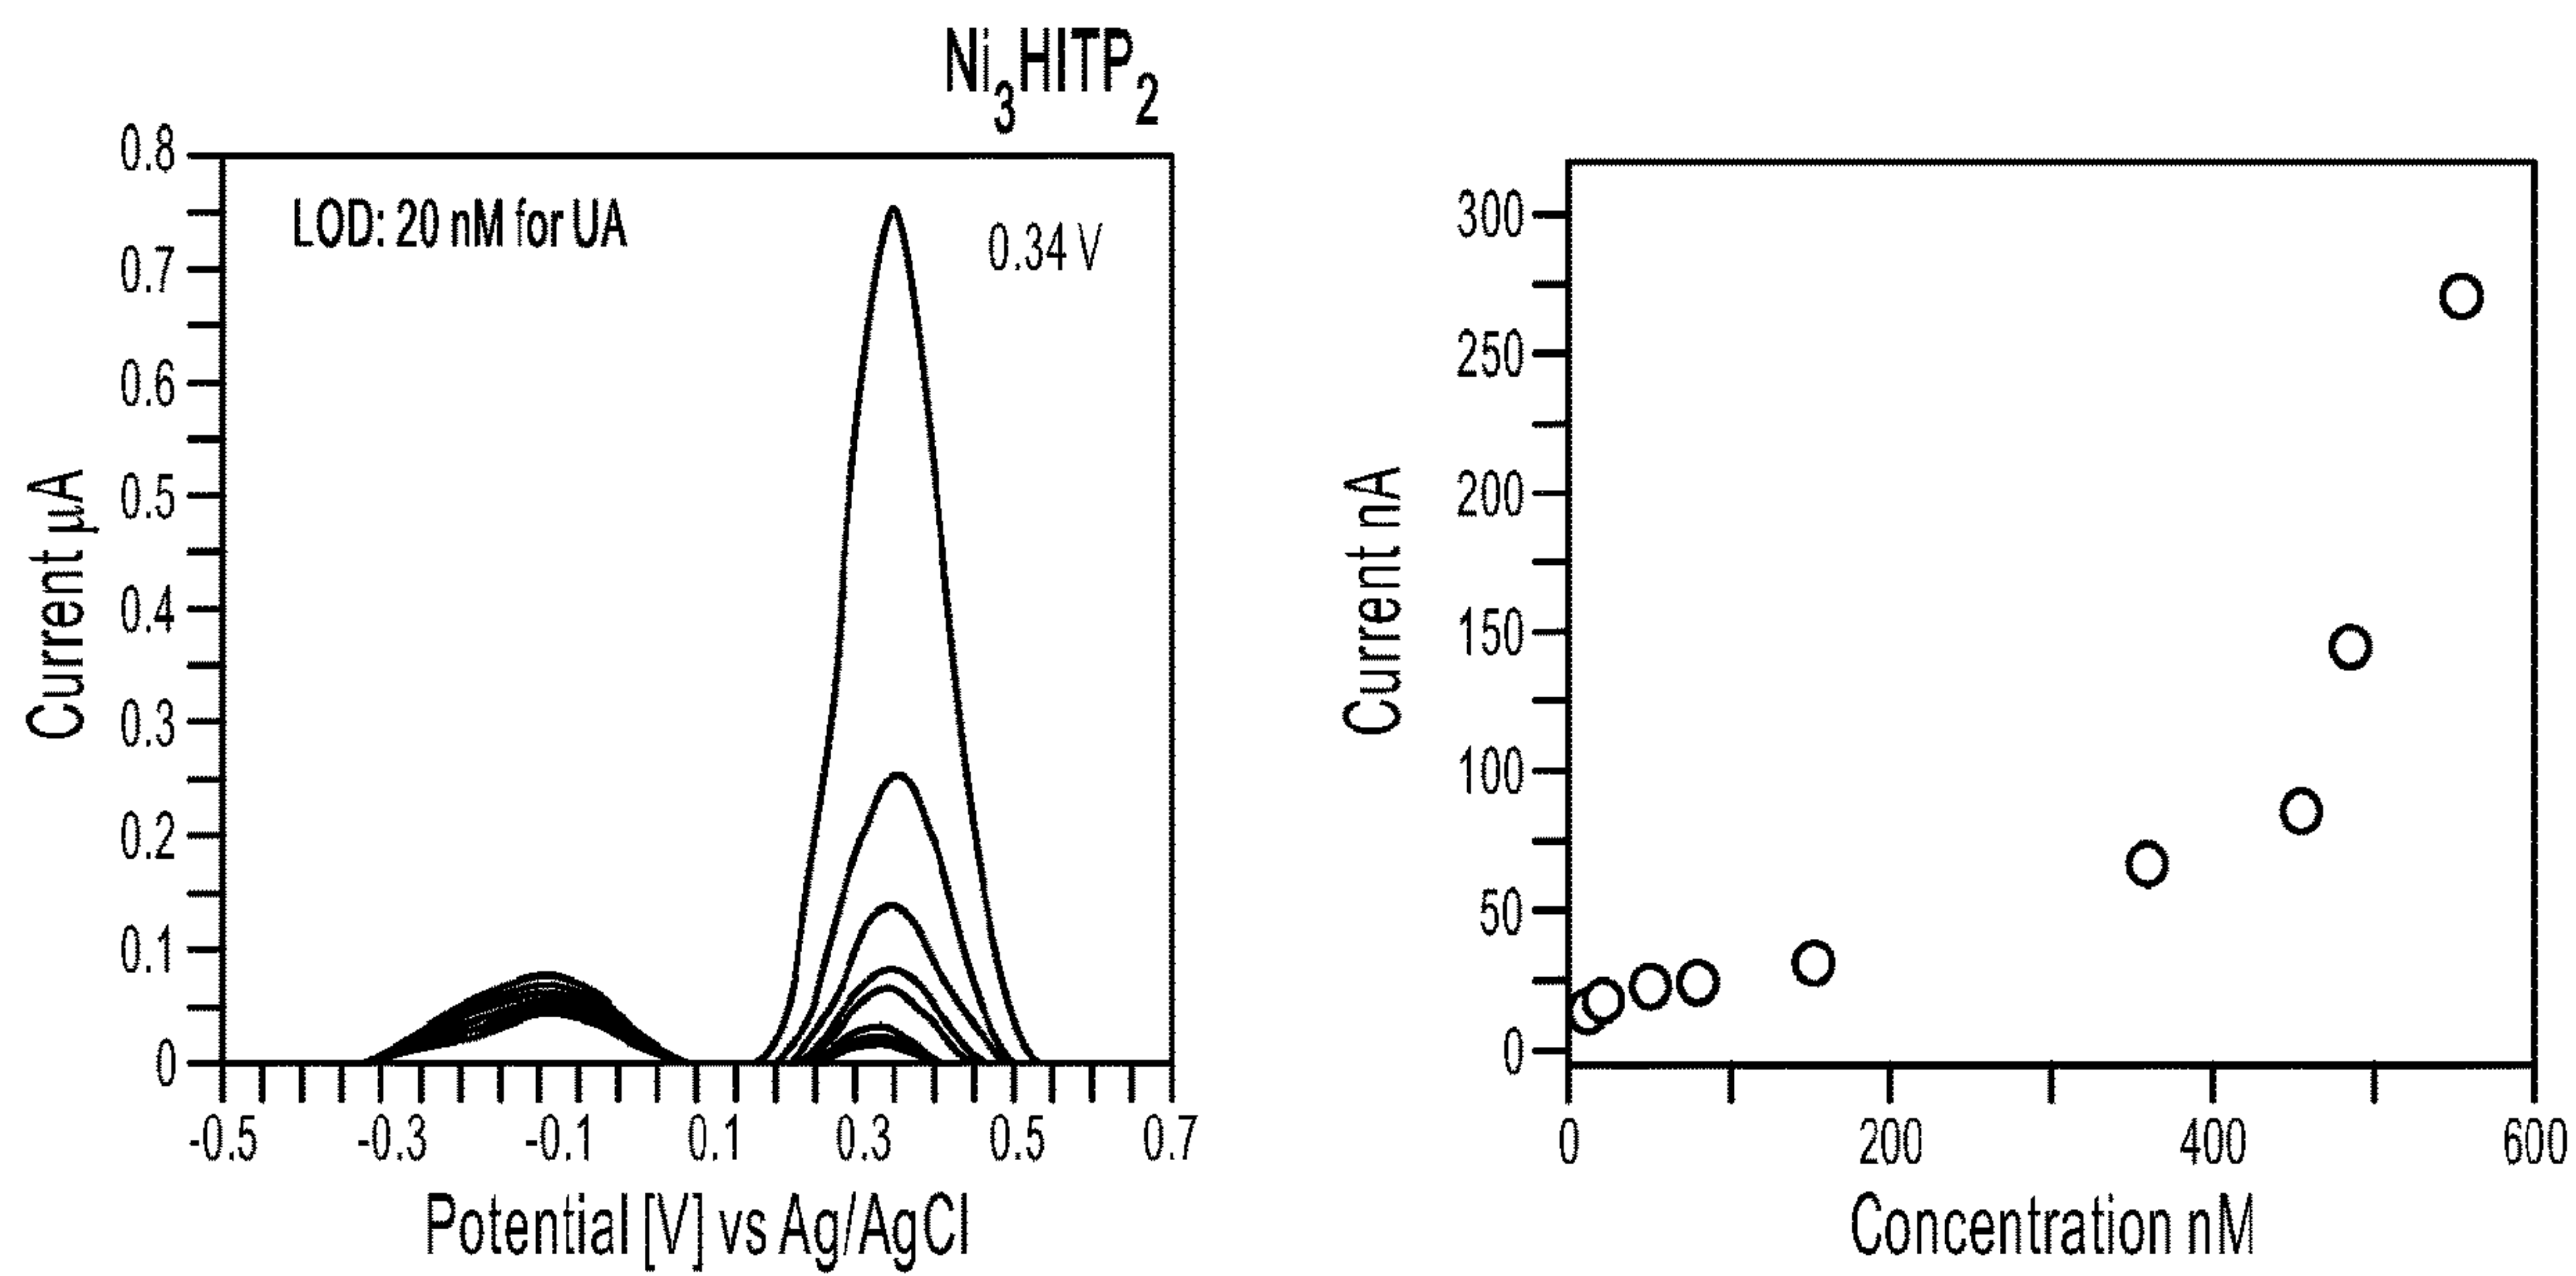 Ni3HITP2
0.8
0.7
0.6
0.5
0.4
0.3
0.2
0.1
0
Current µA
LOD: 20 nM for UA
0.34 V
-0.5 -0.3 -0.1 0.1 0.3 0.5 0.7
Potential [V] vs Ag/AgCl
300
250
200
150
100
50
0
Current nA
0 200 400 600
Concentration nM